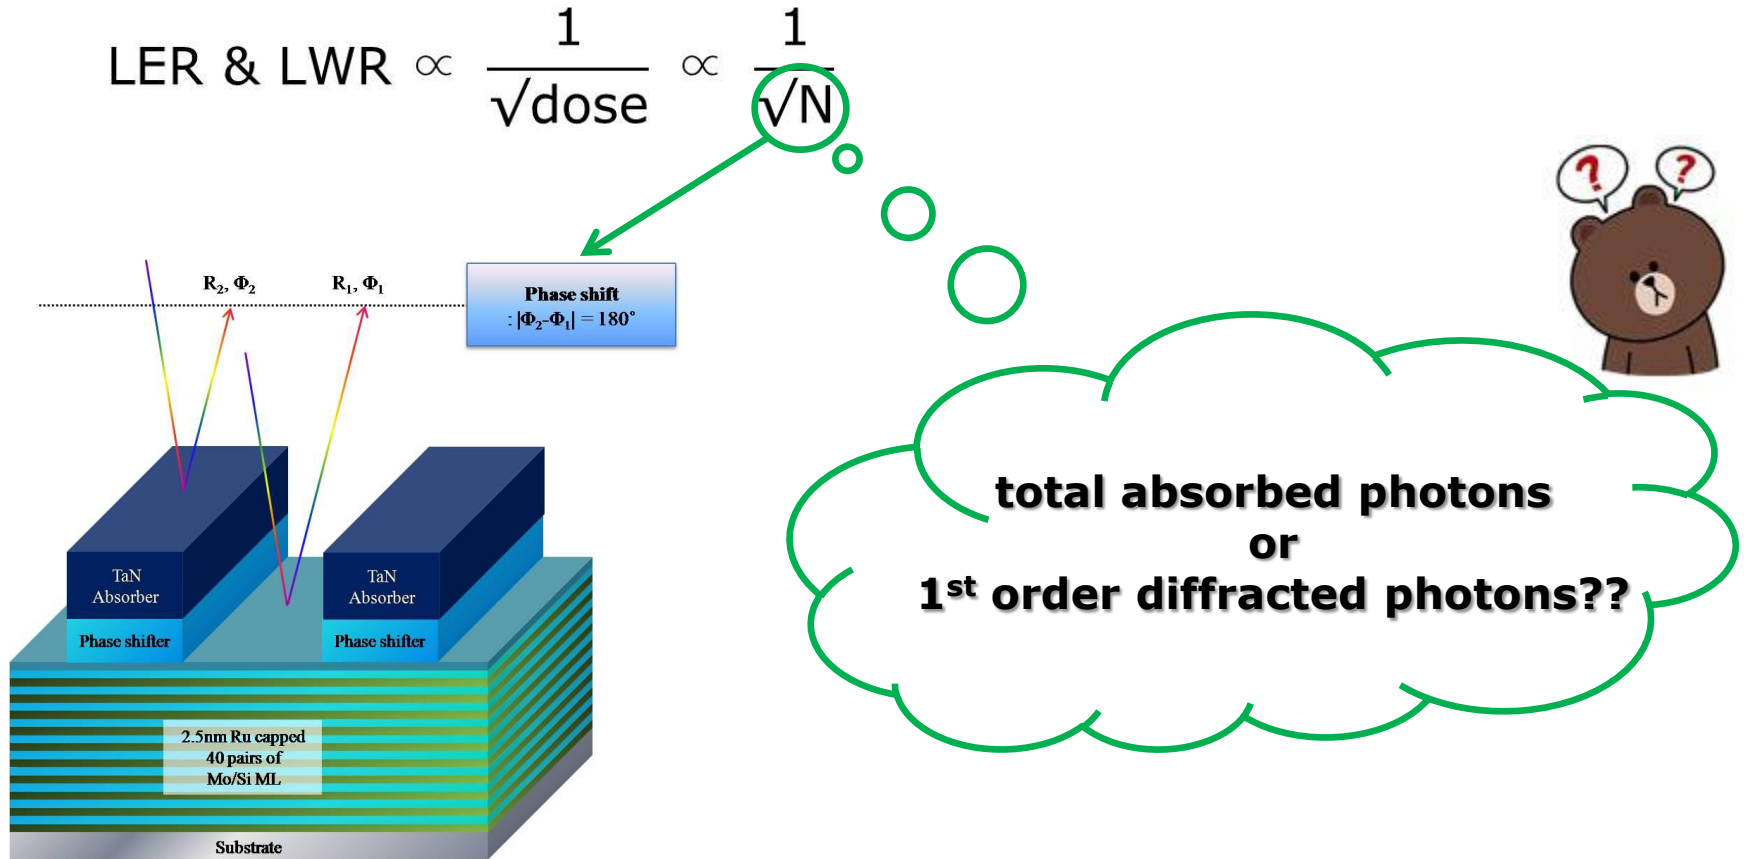 LER & LWR ∝ 1/√dose ∝ 1/√N
? ?
R₂, Φ₂ R₁, Φ₁
Phase shift
: |Φ₂-Φ₁| = 180°
total absorbed photons
or
1st order diffracted photons??
TaN
Absorber
TaN
Absorber
Phase shifter
Phase shifter
2.5nm Ru capped
40 pairs of
Mo/Si ML
Substrate